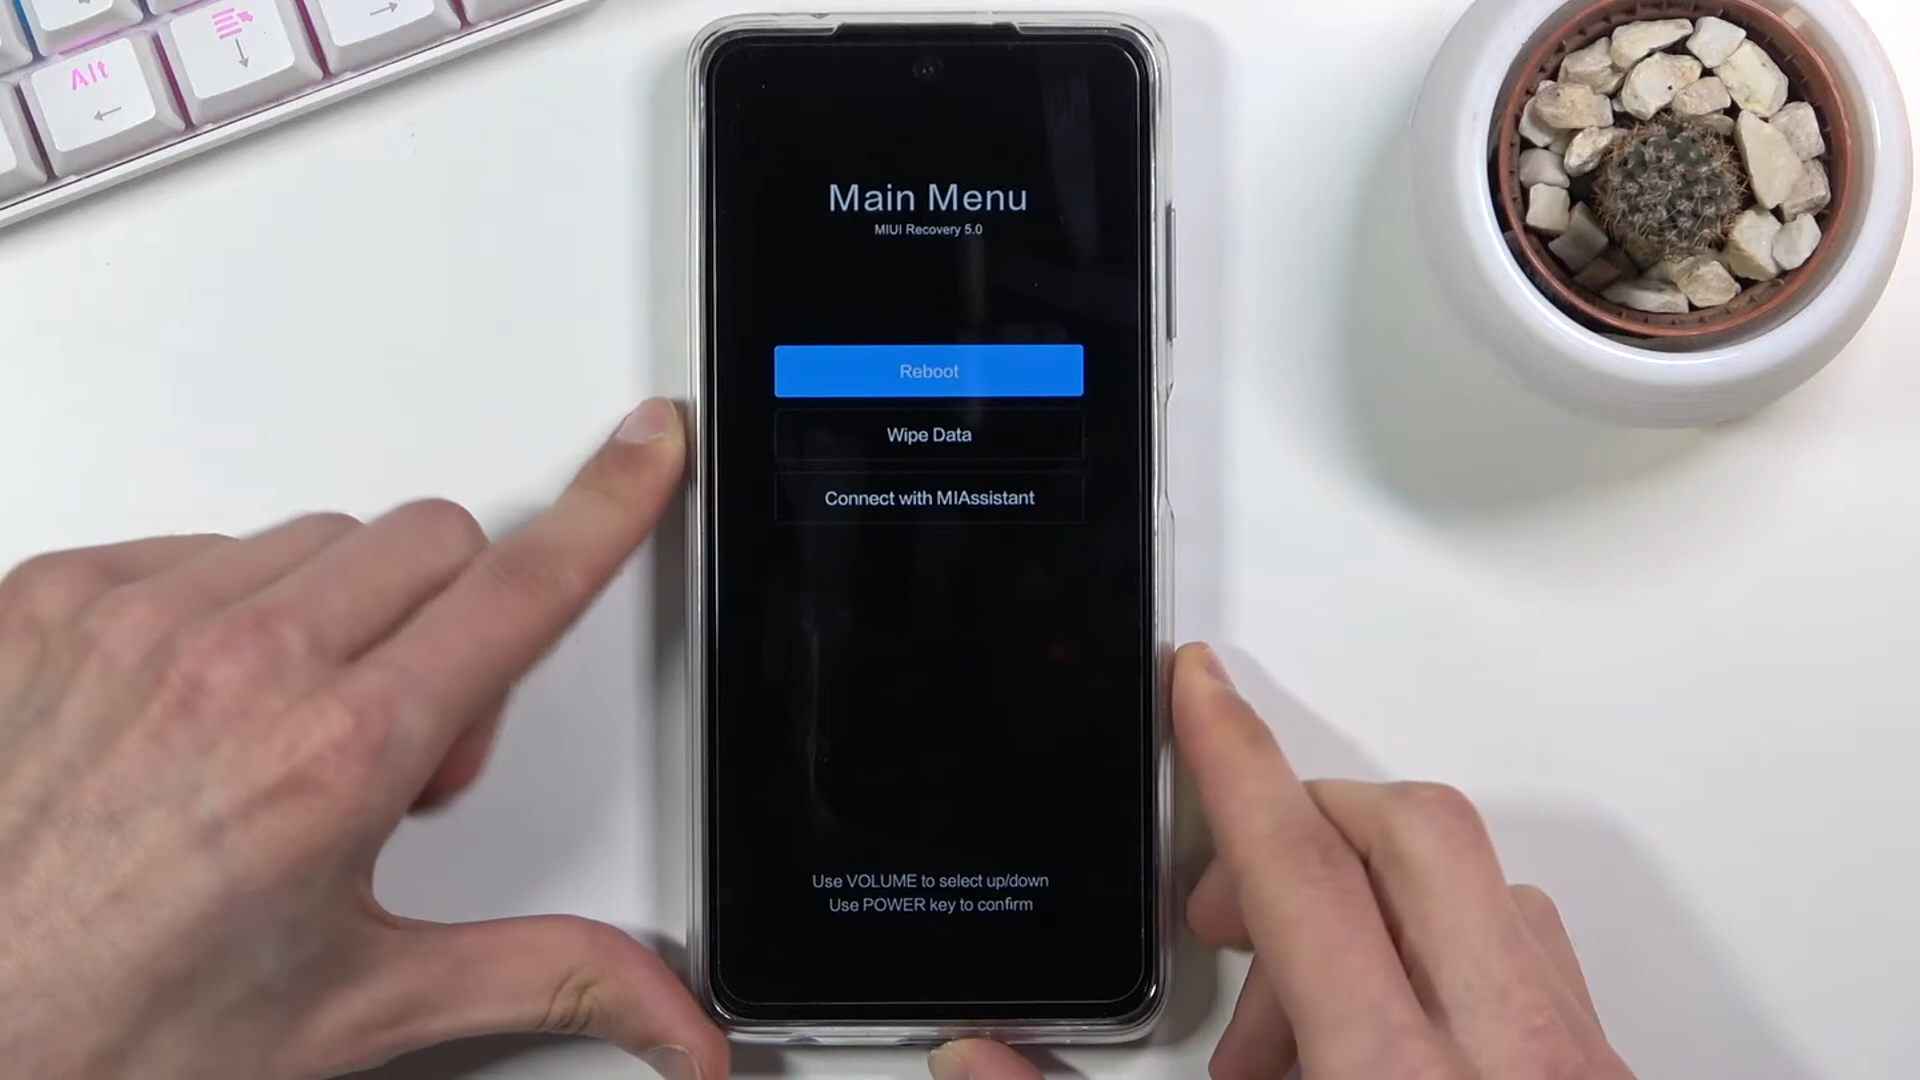 Alt
Main Menu
MIUI Recovery 5.0
Reboot
Wipe Data
Connect with MIAssistant
Use VOLUME to select up/down
Use POWER key to confirm